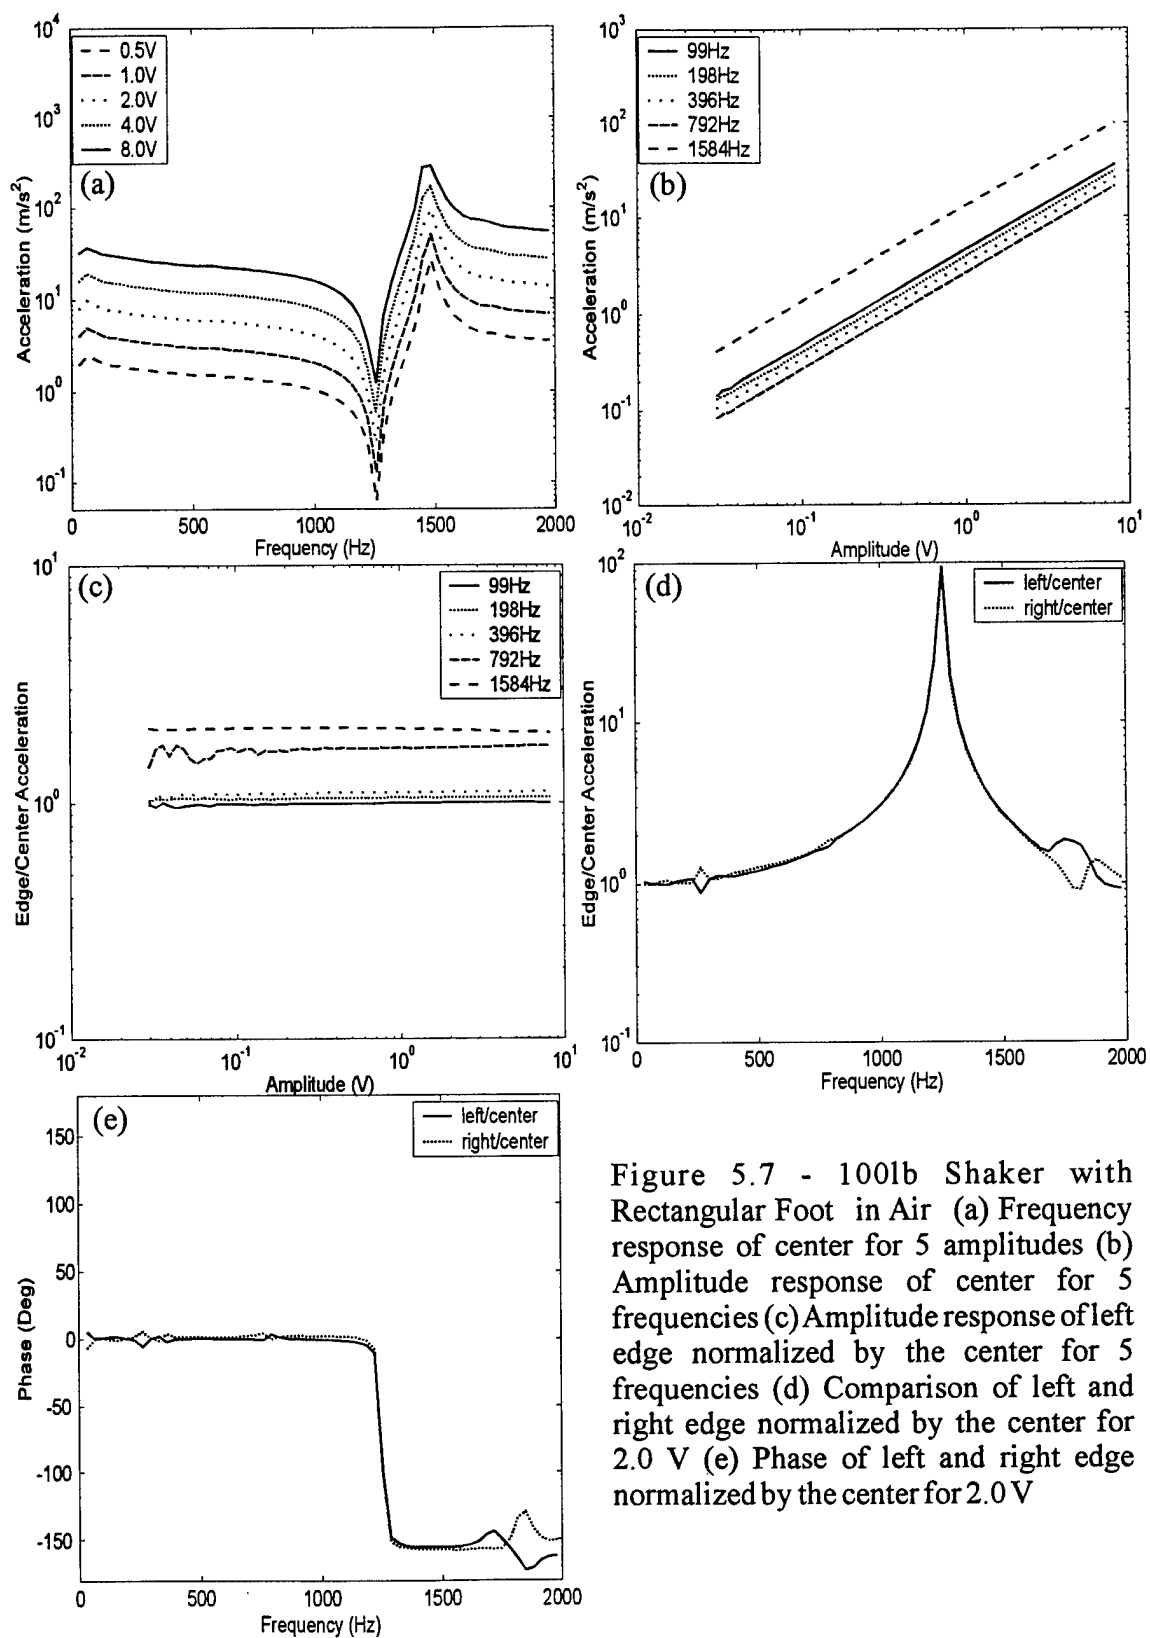 10^4
10^3
10^2
10^1
10^0
10^-1
Acceleration (m/s^2)
0.5V
1.0V
2.0V
4.0V
8.0V
(a)
0 500 1000 1500 2000
Frequency (Hz)
10^3
10^2
10^1
10^0
10^-1
10^-2
Acceleration (m/s^2)
99Hz
198Hz
396Hz
792Hz
1584Hz
(b)
10^-2 10^-1 10^0 10^1
Amplitude (V)
10^1
10^0
10^-1
Edge/Center Acceleration
(c)
99Hz
198Hz
396Hz
792Hz
1584Hz
10^-2 10^-1 10^0 10^1
Amplitude (V)
10^2
10^1
10^0
10^-1
Edge/Center Acceleration
(d)
left/center
right/center
0 500 1000 1500 2000
Frequency (Hz)
150
100
50
0
-50
-100
-150
Phase (Deg)
(e)
left/center
right/center
0 500 1000 1500 2000
Frequency (Hz)
Figure 5.7 - 100lb Shaker with
Rectangular Foot in Air (a) Frequency
response of center for 5 amplitudes (b)
Amplitude response of center for 5
frequencies (c) Amplitude response of left
edge normalized by the center for 5
frequencies (d) Comparison of left and
right edge normalized by the center for
2.0 V (e) Phase of left and right edge
normalized by the center for 2.0 V